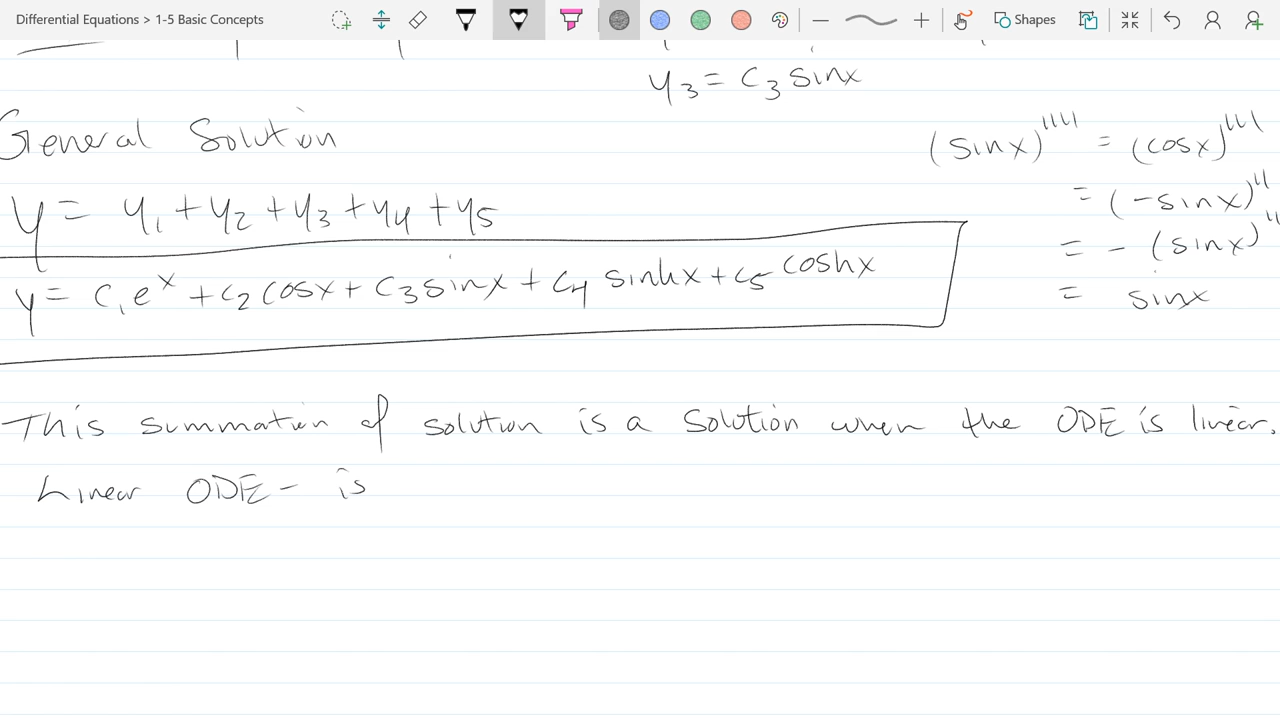 Differential Equations > 1-5 Basic Concepts
Shapes
y₃ = c₃ sinx
General Solution
(sinx)'''' = (cosx)'''
y = y₁ + y₂ + y₃ + y₄ + y₅
= (-sinx)''
= - (sinx)''
y = c₁eˣ + c₂ cosx + c₃ sinx + c₄ sinhx + c₅ coshx
= sinx
This summation of solution is a solution when the ODE is linear.
Linear ODE - is